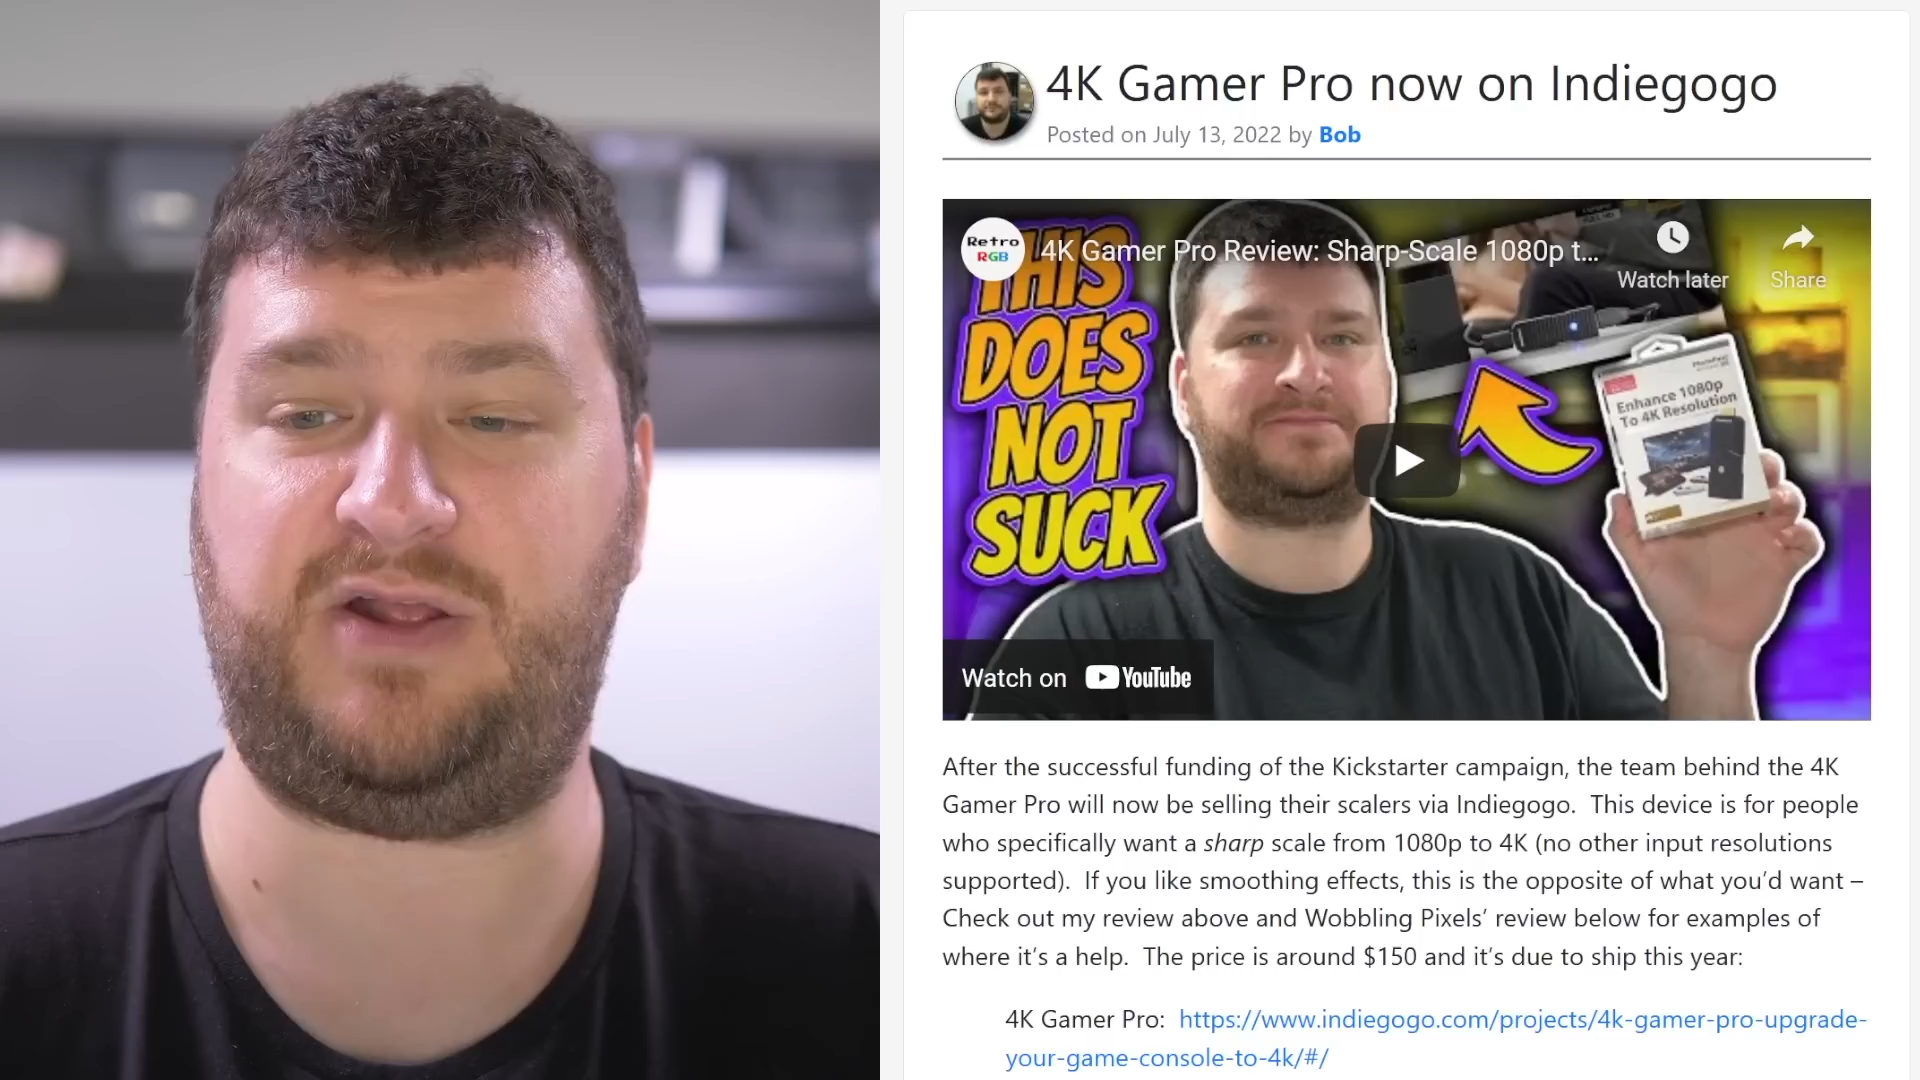 4K Gamer Pro now on Indiegogo
Posted on July 13, 2022 by Bob
Retro
RGB
4K Gamer Pro Review: Sharp-Scale 1080p t...
Watch later
Share
THIS
DOES
NOT
SUCK
Enhance 1080p
To 4K Resolution
Watch on YouTube
After the successful funding of the Kickstarter campaign, the team behind the 4K
Gamer Pro will now be selling their scalers via Indiegogo. This device is for people
who specifically want a sharp scale from 1080p to 4K (no other input resolutions
supported). If you like smoothing effects, this is the opposite of what you’d want –
Check out my review above and Wobbling Pixels’ review below for examples of
where it’s a help. The price is around $150 and it’s due to ship this year:
4K Gamer Pro: https://www.indiegogo.com/projects/4k-gamer-pro-upgrade-
your-game-console-to-4k/#/